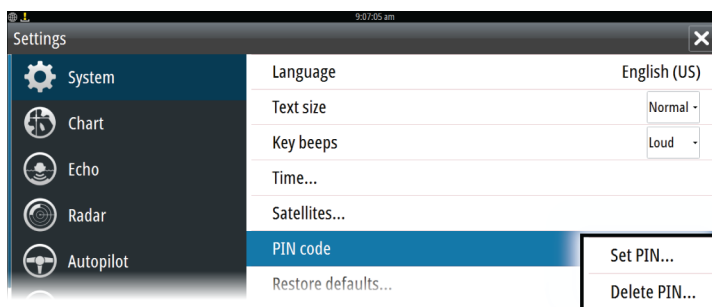 9:07:05 am
Settings
System
Chart
Echo
Radar
Autopilot
Language English (US)
Text size Normal
Key beeps Loud
Time...
Satellites...
PIN code
Restore defaults...
Set PIN...
Delete PIN...